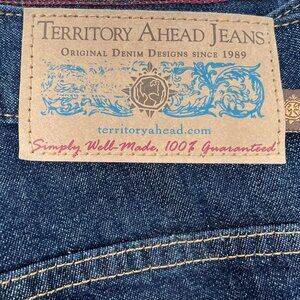 Territory Ahead Jeans
Original Denim Designs since 1989
territoryahead.com
Simply Well-Made, 100% Guaranteed